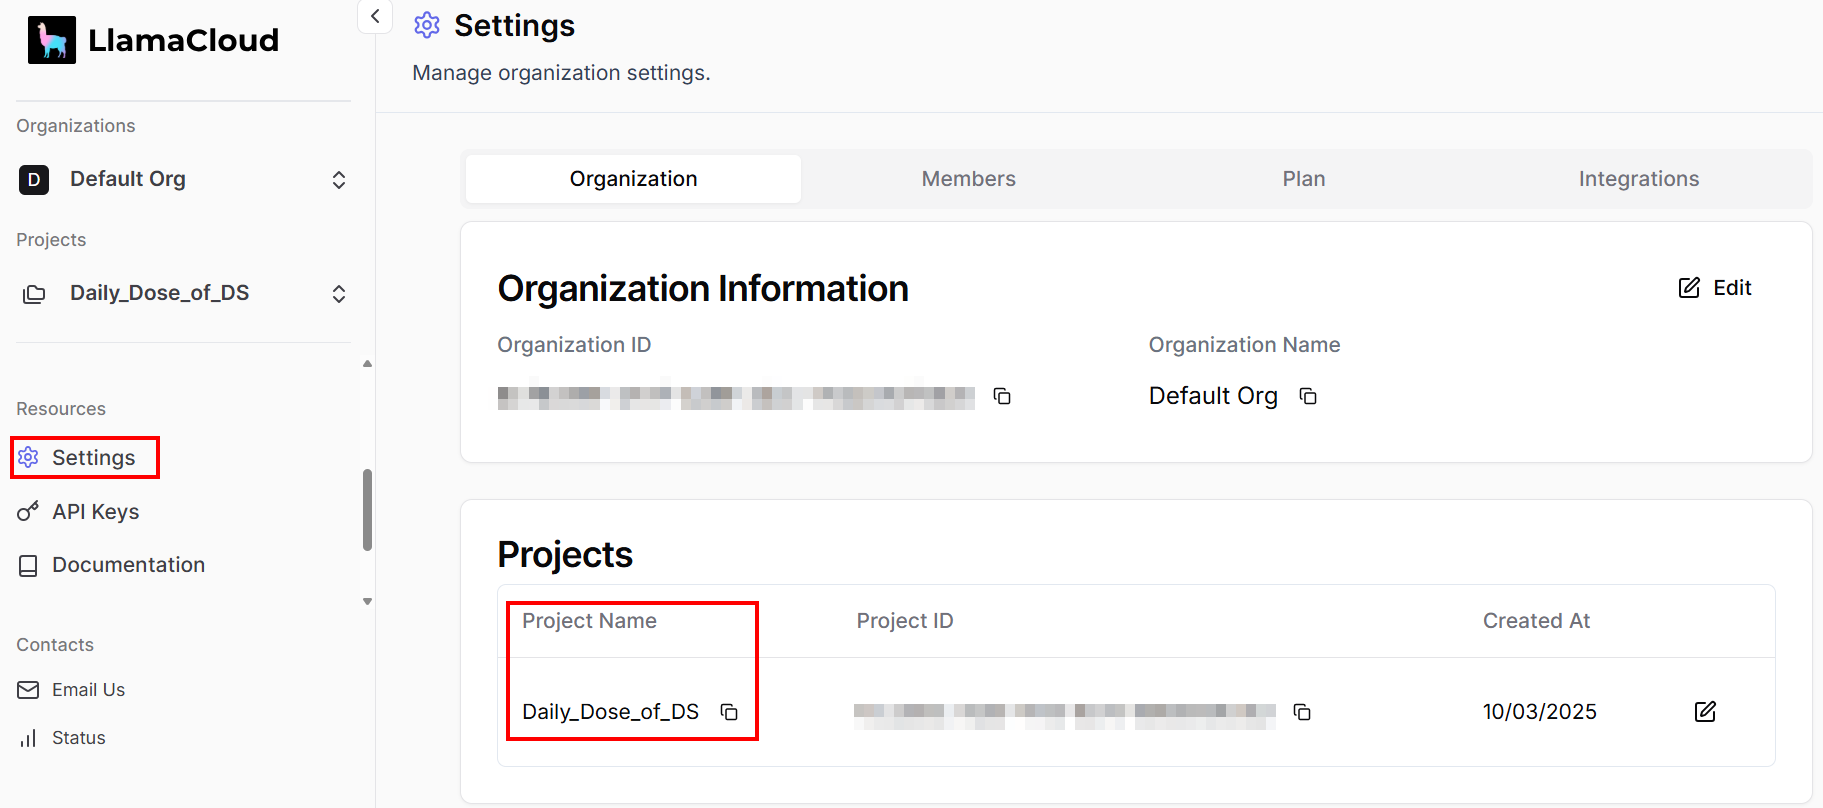 LlamaCloud
Organizations
D Default Org
Projects
Daily_Dose_of_DS
Resources
Settings
API Keys
Documentation
Contacts
Email Us
Status
Settings
Manage organization settings.
Organization Members Plan Integrations
Organization Information Edit
Organization ID Organization Name
Default Org
Projects
Project Name Project ID Created At
Daily_Dose_of_DS 10/03/2025